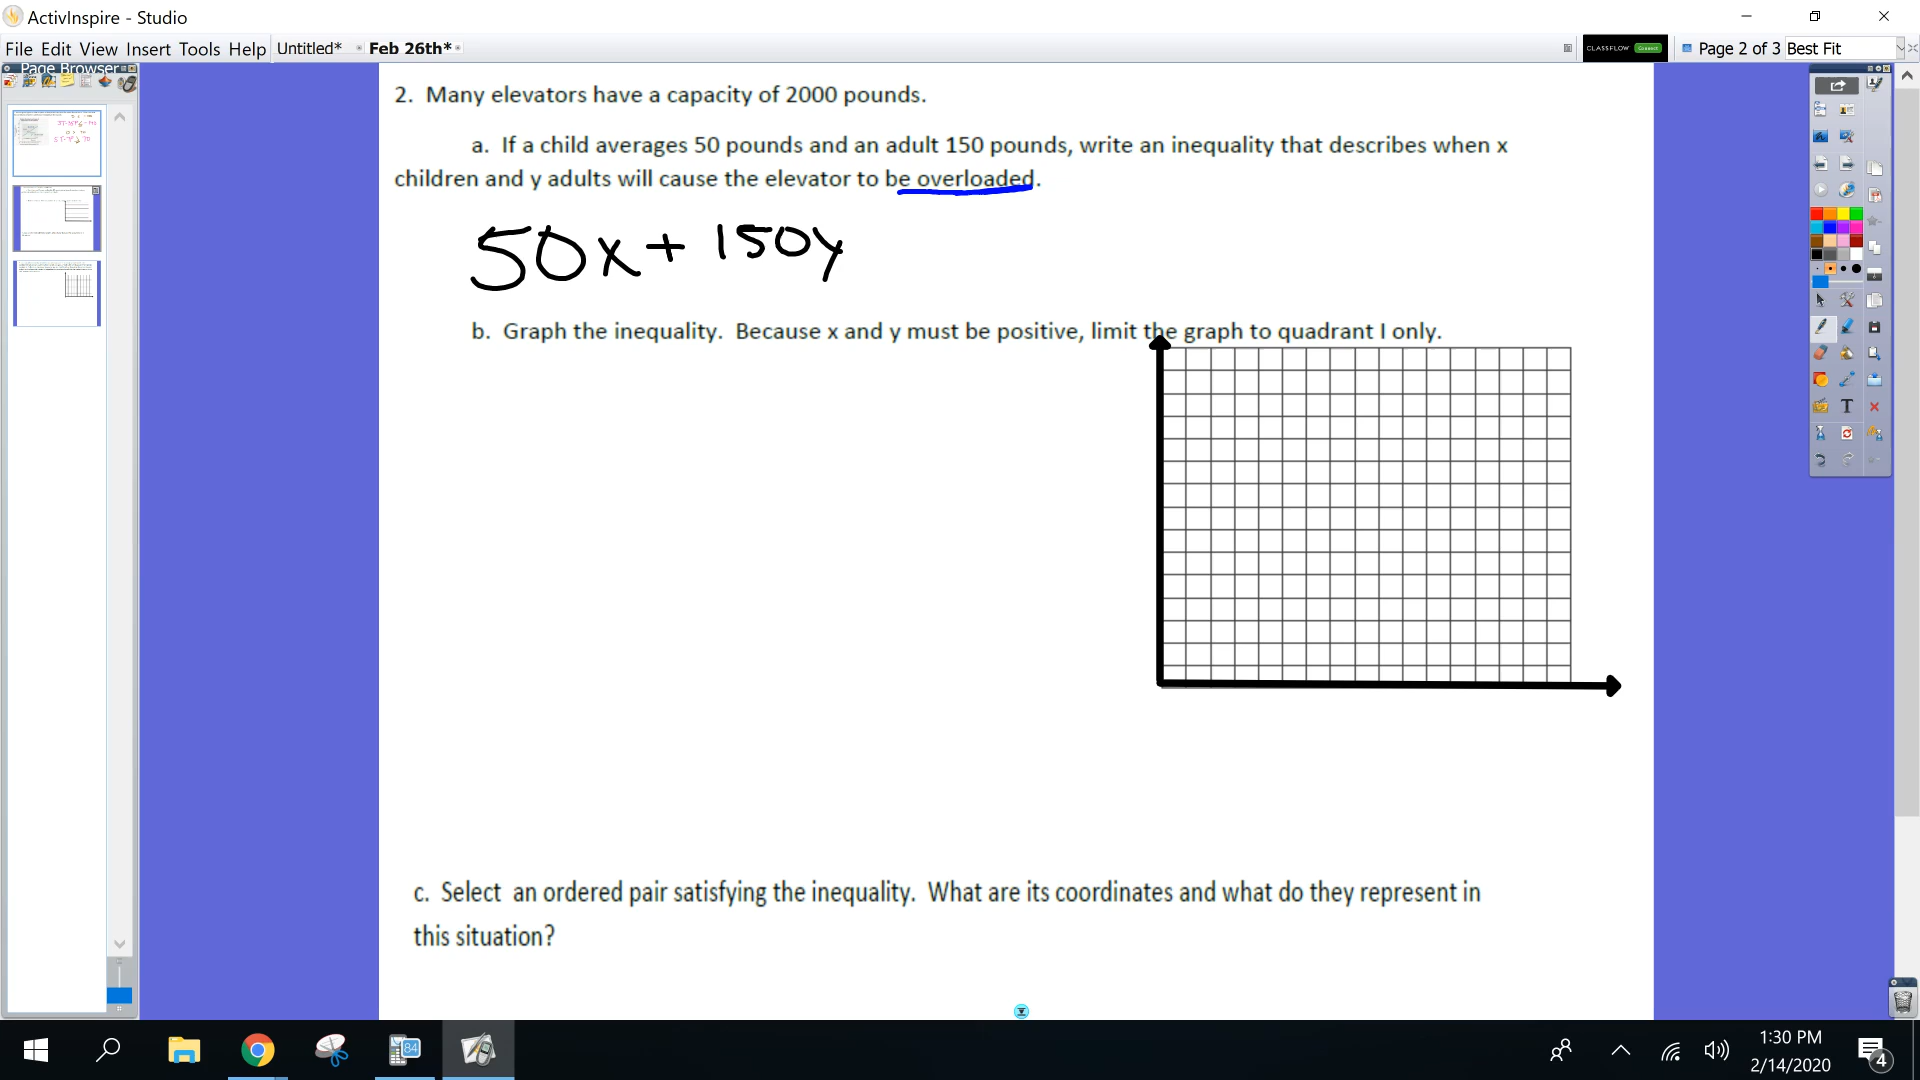 ActivInspire - Studio
File Edit View Insert Tools Help Untitled* Feb 26th* CLASSFLOW Connect Page 2 of 3 Best Fit
Page Browser
2. Many elevators have a capacity of 2000 pounds.
a. If a child averages 50 pounds and an adult 150 pounds, write an inequality that describes when x
children and y adults will cause the elevator to be overloaded.
50x + 150y
b. Graph the inequality. Because x and y must be positive, limit the graph to quadrant I only.
c. Select an ordered pair satisfying the inequality. What are its coordinates and what do they represent in
this situation?
T
84
1:30 PM
2/14/2020
4